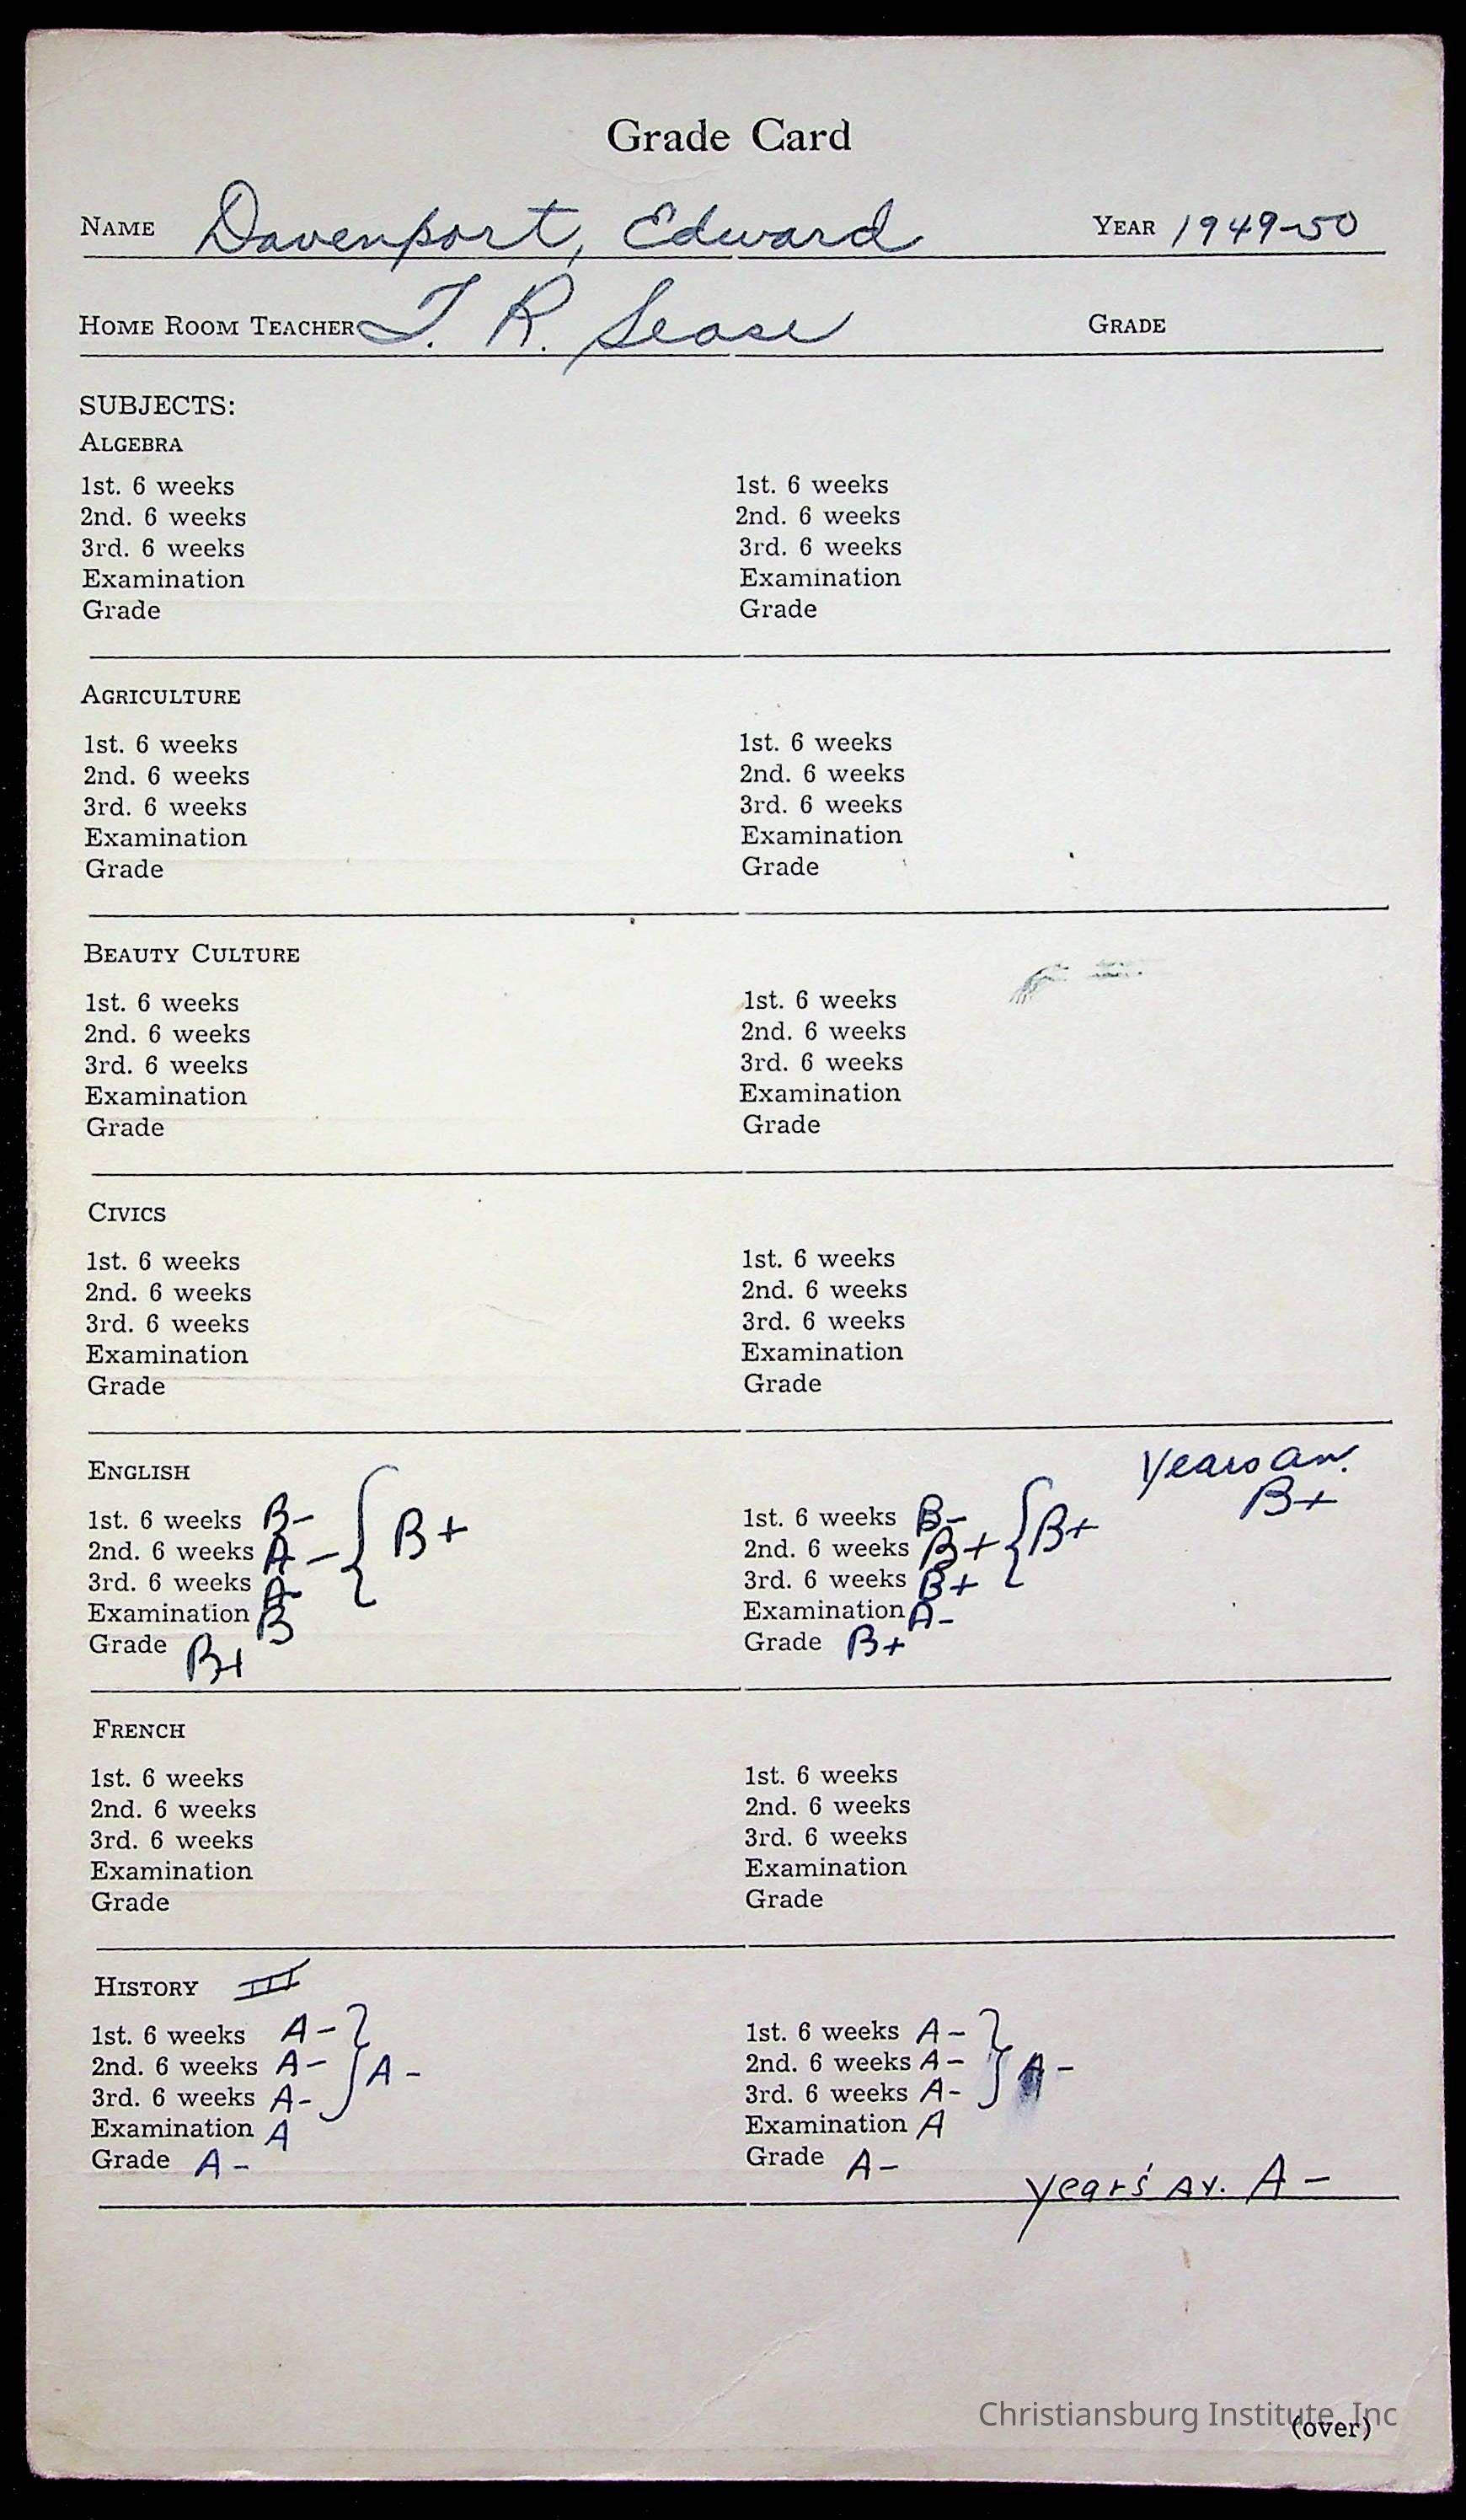 Grade Card
NAME Davenport, Edward YEAR 1949-50
HOME ROOM TEACHER T. R. Sease GRADE
SUBJECTS:
ALGEBRA
1st. 6 weeks 1st. 6 weeks
2nd. 6 weeks 2nd. 6 weeks
3rd. 6 weeks 3rd. 6 weeks
Examination Examination
Grade Grade
AGRICULTURE
1st. 6 weeks 1st. 6 weeks
2nd. 6 weeks 2nd. 6 weeks
3rd. 6 weeks 3rd. 6 weeks
Examination Examination
Grade Grade
BEAUTY CULTURE
1st. 6 weeks 1st. 6 weeks
2nd. 6 weeks 2nd. 6 weeks
3rd. 6 weeks 3rd. 6 weeks
Examination Examination
Grade Grade
CIVICS
1st. 6 weeks 1st. 6 weeks
2nd. 6 weeks 2nd. 6 weeks
3rd. 6 weeks 3rd. 6 weeks
Examination Examination
Grade Grade
ENGLISH Years av.
B+
1st. 6 weeks B- { B+ 1st. 6 weeks B- { B+
2nd. 6 weeks A- 2nd. 6 weeks B+
3rd. 6 weeks A- 3rd. 6 weeks B+
Examination B Examination A-
Grade B+ Grade B+
FRENCH
1st. 6 weeks 1st. 6 weeks
2nd. 6 weeks 2nd. 6 weeks
3rd. 6 weeks 3rd. 6 weeks
Examination Examination
Grade Grade
HISTORY III
1st. 6 weeks A- 1st. 6 weeks A-
2nd. 6 weeks A- } A- 2nd. 6 weeks A- } A-
3rd. 6 weeks A- 3rd. 6 weeks A-
Examination A Examination A
Grade A- Grade A-
year's Av. A-
Christiansburg Institute, Inc
(over)